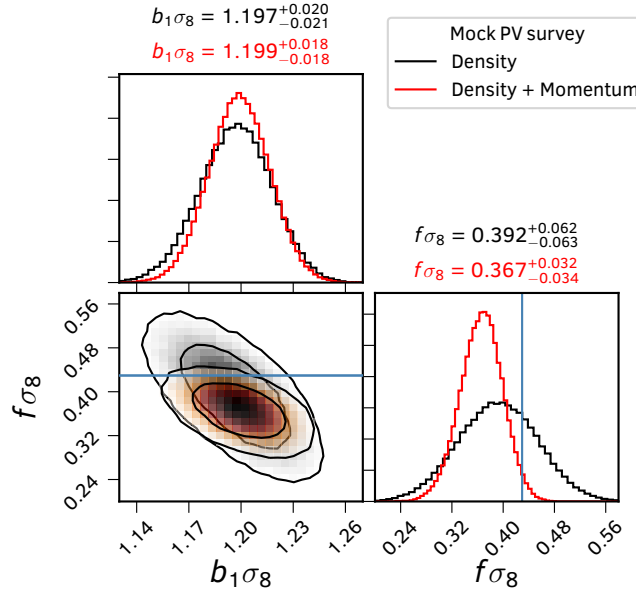 b₁σ₈ = 1.197⁺⁰·⁰²⁰₋₀.₀₂₁
b₁σ₈ = 1.199⁺⁰·⁰¹⁸₋₀.₀₁₈
Mock PV survey
Density
Density + Momentum
fσ₈ = 0.392⁺⁰·⁰⁶²₋₀.₀₆₃
fσ₈ = 0.367⁺⁰·⁰³²₋₀.₀₃₄
fσ₈
0.56
0.48
0.40
0.32
0.24
1.14 1.17 1.20 1.23 1.26
b₁σ₈
0.24 0.32 0.40 0.48 0.56
fσ₈